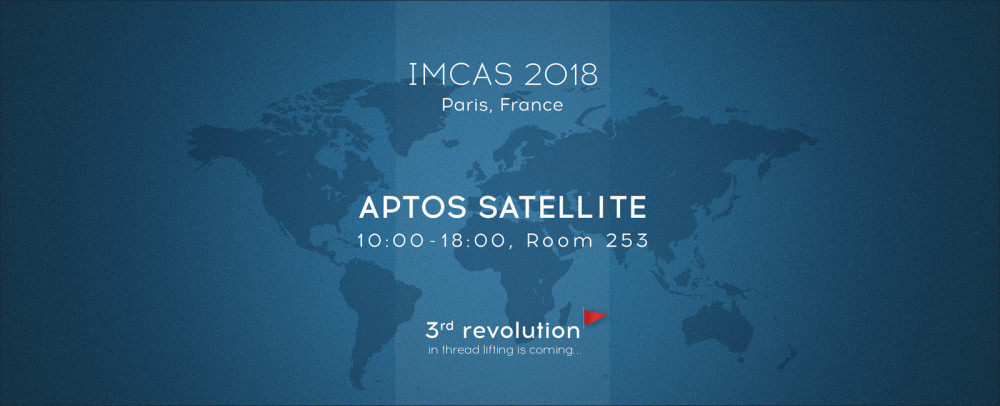 IMCAS 2018
Paris, France
APTOS SATELLITE
10:00-18:00, Room 253
3rd revolution
in thread lifting is coming...